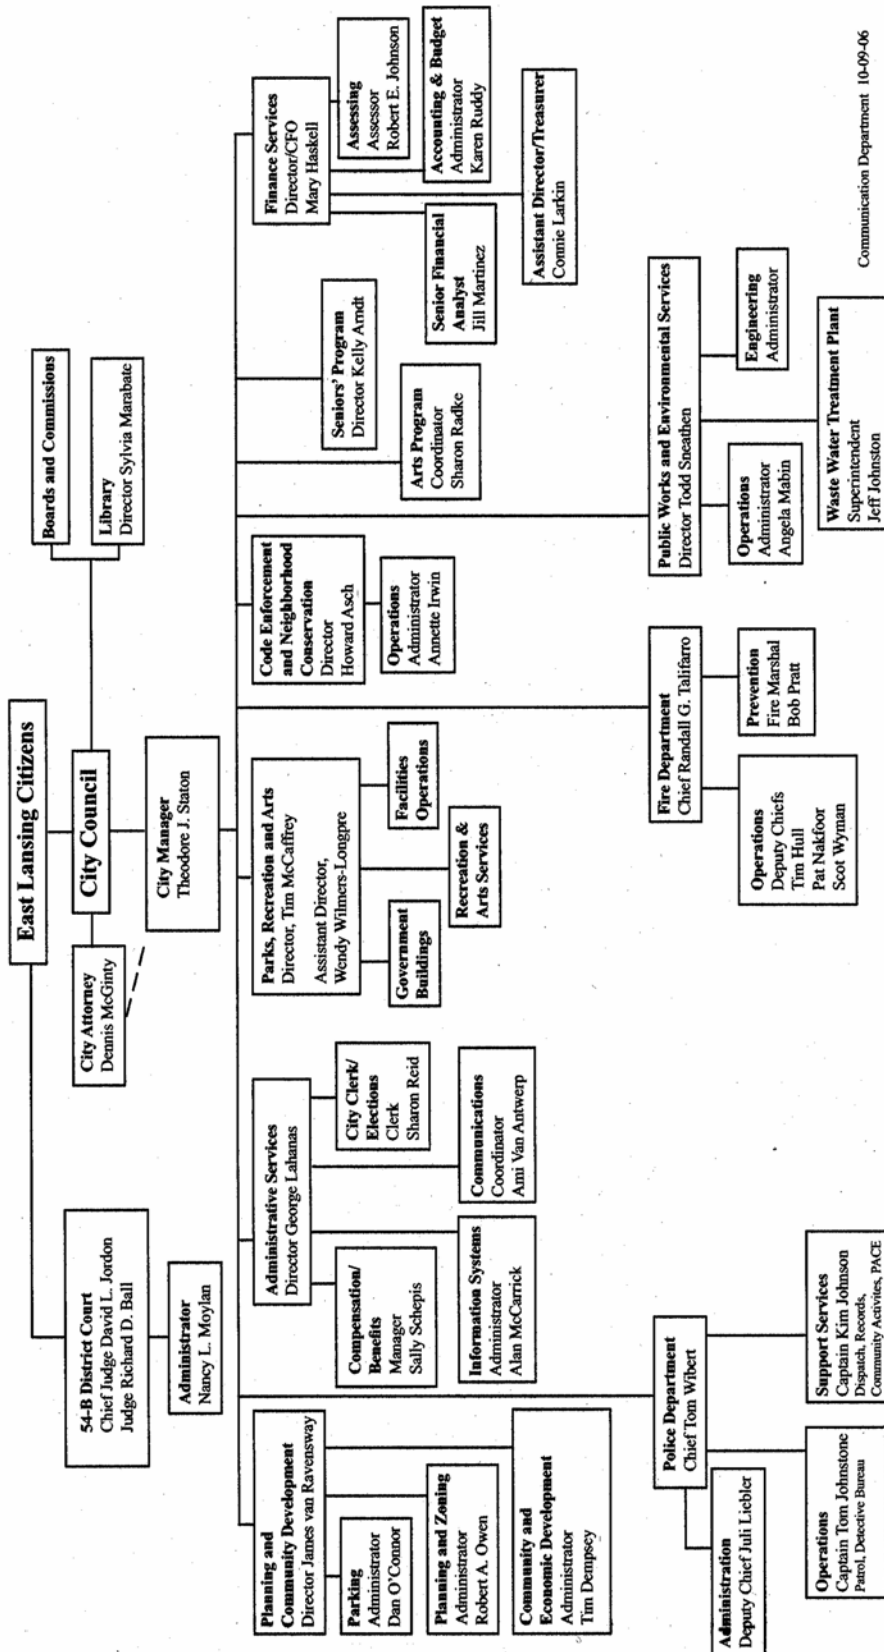 East Lansing Citizens
54-B District Court
Chief Judge David L. Jordon
Judge Richard D. Ball
Administrator
Nancy L. Moylan
City Attorney
Dennis McGinty
City Council
Boards and Commissions
Library
Director Sylvia Marabate
City Manager
Theodore J. Staton
Planning and
Community Development
Director James van Ravensway
Parking
Administrator
Dan O'Connor
Planning and Zoning
Administrator
Robert A. Owen
Community and
Economic Development
Administrator
Tim Dempsey
Administrative Services
Director George Lahanas
Compensation/
Benefits
Manager
Sally Schepis
City Clerk/
Elections
Clerk
Sharon Reid
Information Systems
Administrator
Alan McCarrick
Communications
Coordinator
Ami Van Antwerp
Parks, Recreation and Arts
Director, Tim McCaffrey
Assistant Director,
Wendy Wilmers-Longpre
Government
Buildings
Facilities
Operations
Recreation &
Arts Services
Code Enforcement
and Neighborhood
Conservation
Director
Howard Asch
Operations
Administrator
Annette Irwin
Seniors' Program
Director Kelly Arndt
Arts Program
Coordinator
Sharon Radke
Finance Services
Director/CFO
Mary Haskell
Assessing
Assessor
Robert E. Johnson
Senior Financial
Analyst
Jill Martinez
Accounting & Budget
Administrator
Karen Ruddy
Assistant Director/Treasurer
Connie Larkin
Police Department
Chief Tom Wibert
Administration
Deputy Chief Juli Liebler
Operations
Captain Tom Johnstone
Patrol, Detective Bureau
Support Services
Captain Kim Johnson
Dispatch, Records,
Community Activites, PACE
Fire Department
Chief Randall G. Talifarro
Operations
Deputy Chiefs
Tim Hull
Pat Nakfoor
Scot Wyman
Prevention
Fire Marshal
Bob Pratt
Public Works and Environmental Services
Director Todd Sneathen
Operations
Administrator
Angela Mabin
Engineering
Administrator
Waste Water Treatment Plant
Superintendent
Jeff Johnston
Communication Department 10-09-06